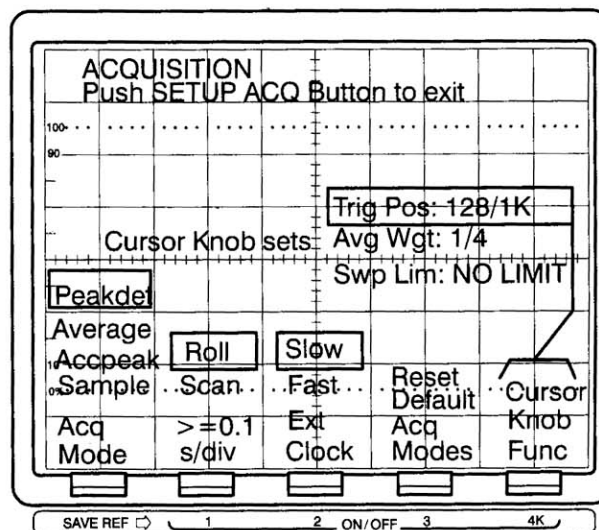 ACQUISITION
Push SETUP ACQ Button to exit
100
90
Trig Pos: 128/1K
Cursor Knob sets
Avg Wgt: 1/4
Swp Lim: NO LIMIT
Peakdet
Average
Accpeak
Sample
10
0%
Roll
Scan
Slow
Fast
Reset
Default
Cursor
Knob
Func
Acq
Mode
>=0.1
s/div
Ext
Clock
Acq
Modes
SAVE REF ⇨ 1 2 ON/OFF 3 4K